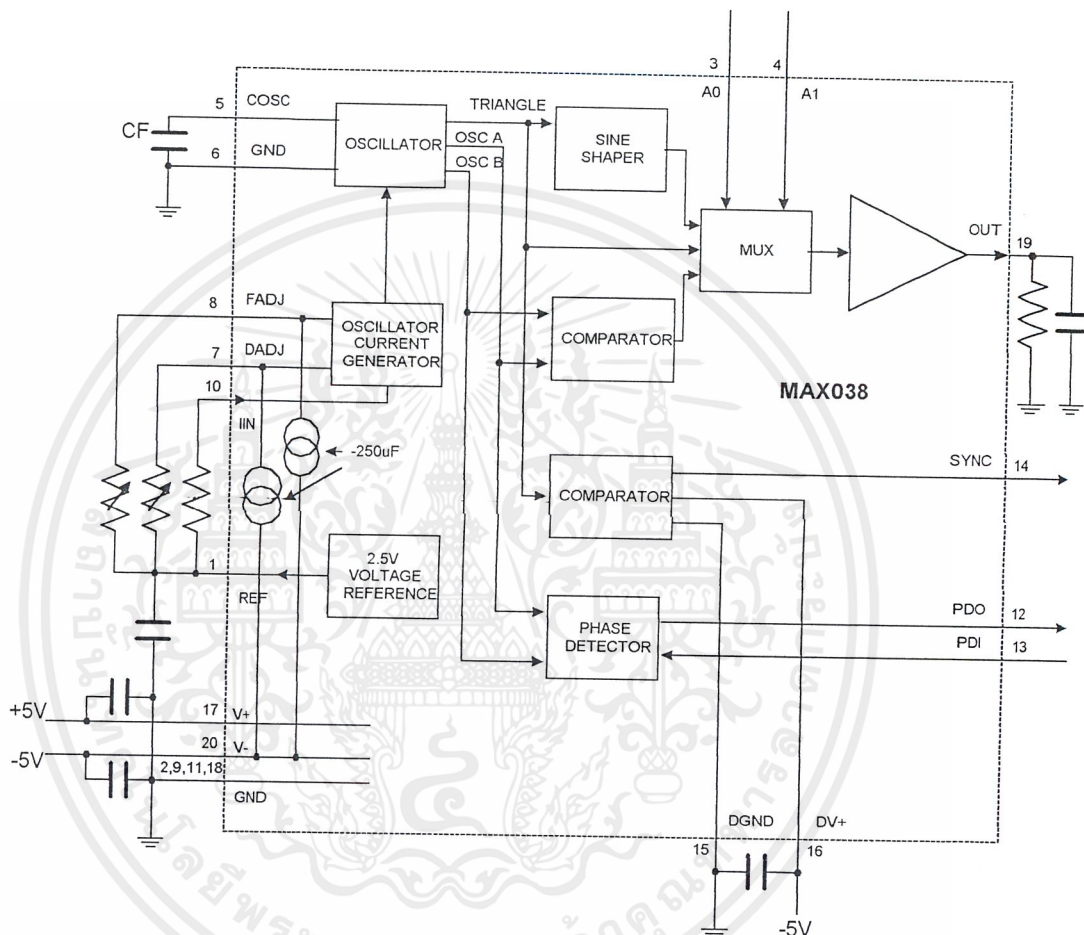 3
4
A0
A1
5
COSC
TRIANGLE
CF
OSCILLATOR
OSC A
SINE
SHAPER
6
GND
OSC B
MUX
OUT
19
8
FADJ
OSCILLATOR
CURRENT
GENERATOR
COMPARATOR
7
DADJ
10
IIN
MAX038
-250uF
SYNC
14
COMPARATOR
2.5V
VOLTAGE
REFERENCE
1
REF
PHASE
DETECTOR
PDO
12
PDI
13
+5V
17
V+
-5V
20
V-
2,9,11,18
GND
DGND
DV+
15
16
-5V